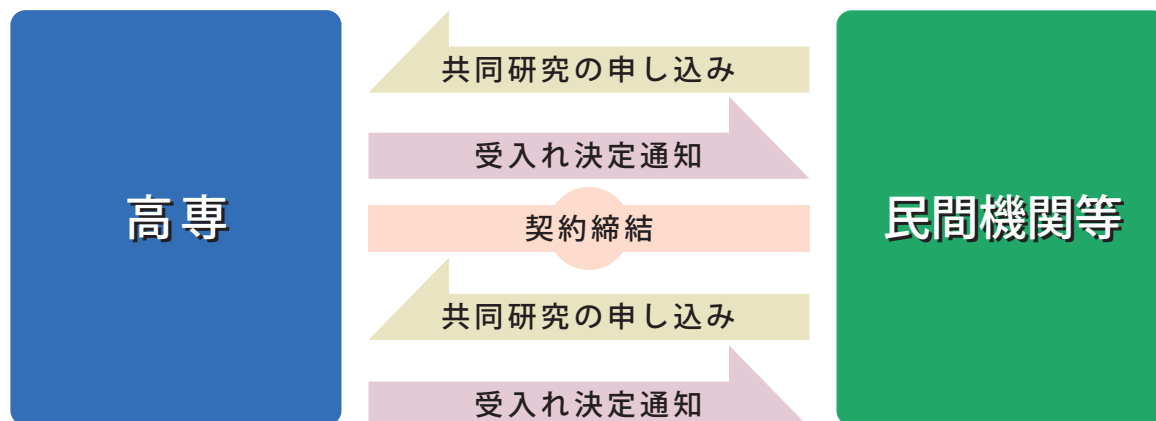 高専
共同研究の申し込み
受入れ決定通知
契約締結
共同研究の申し込み
受入れ決定通知
民間機関等